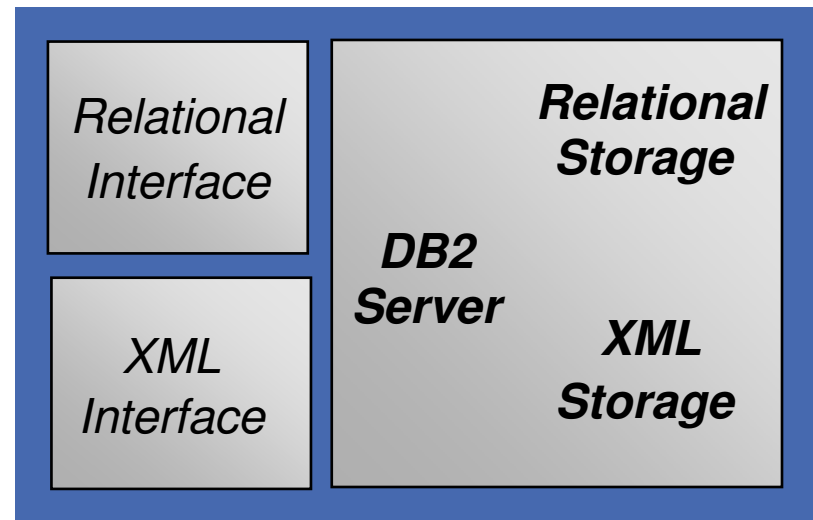 Relational
Interface
XML
Interface
DB2
Server
Relational
Storage
XML
Storage